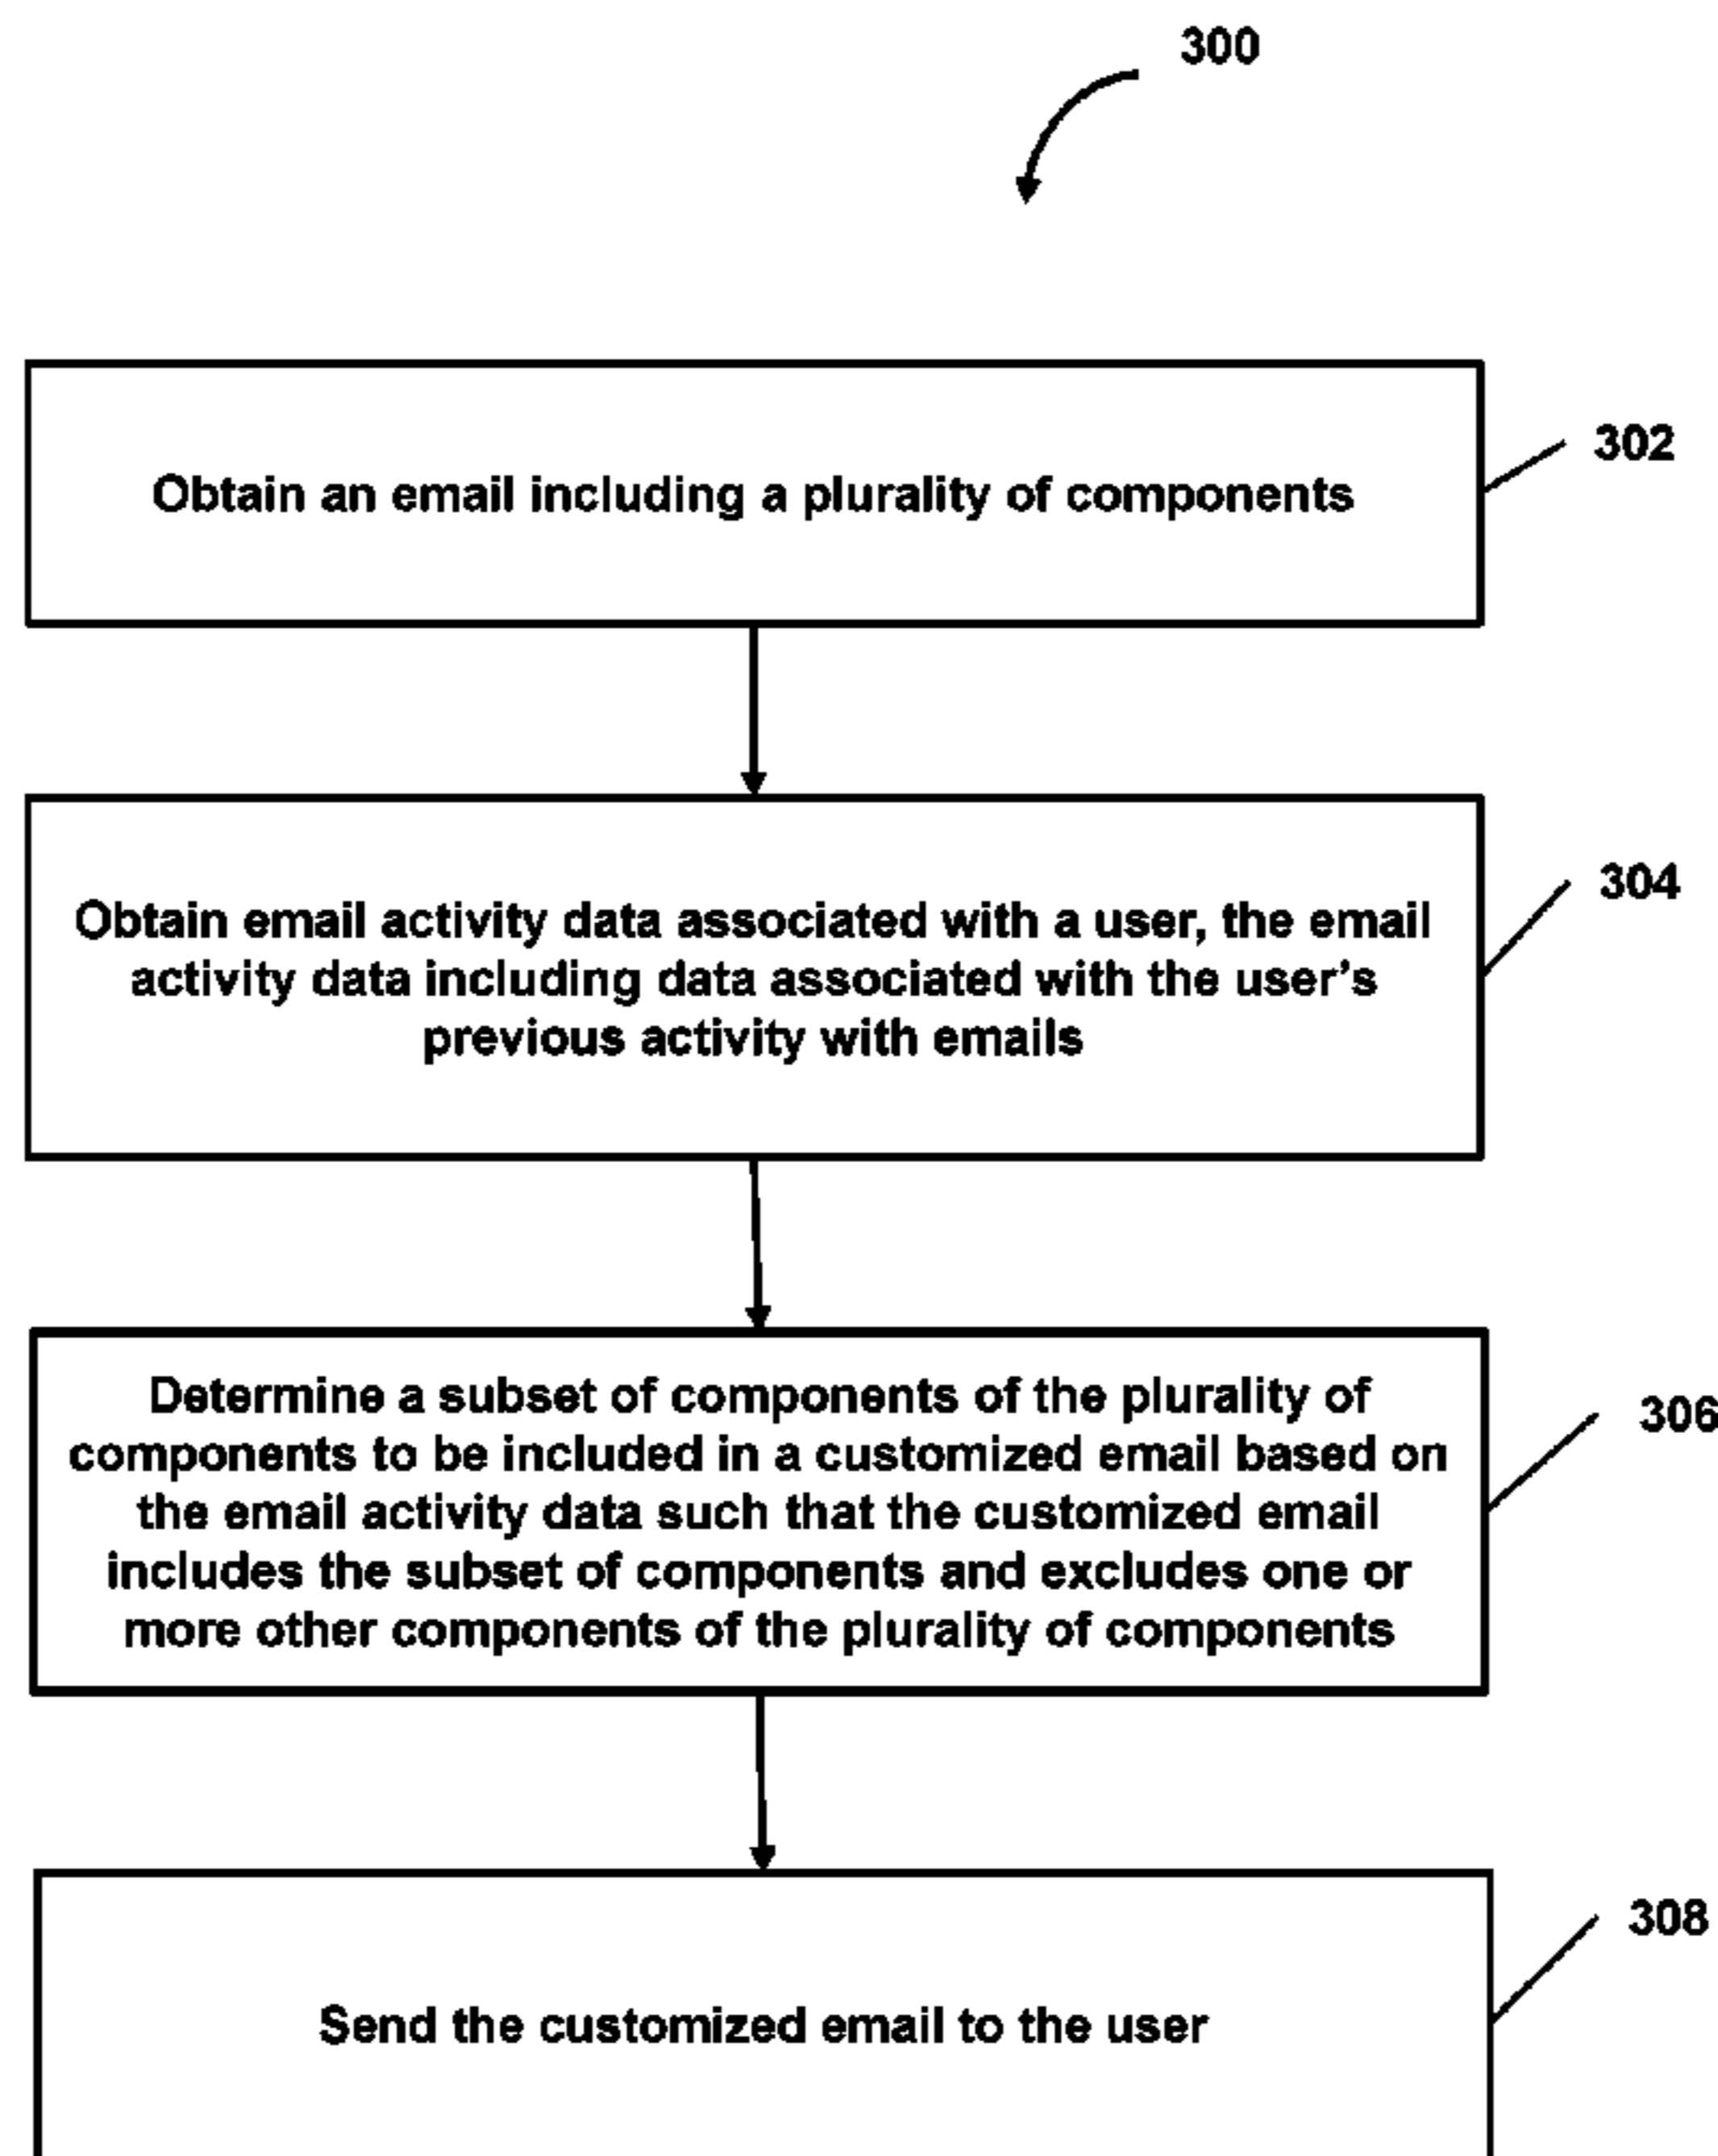 300
Obtain an email including a plurality of components
302
Obtain email activity data associated with a user, the email
activity data including data associated with the user's
previous activity with emails
304
Determine a subset of components of the plurality of
components to be included in a customized email based on
the email activity data such that the customized email
includes the subset of components and excludes one or
more other components of the plurality of components
306
Send the customized email to the user
308